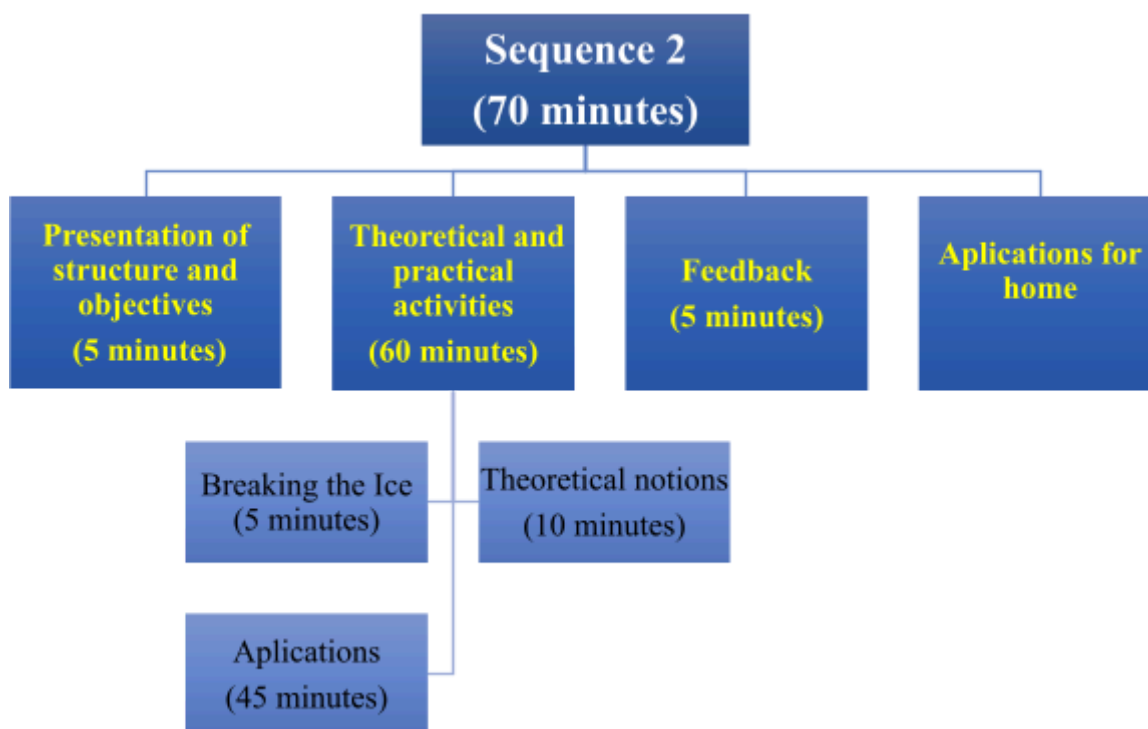 Sequence 2
(70 minutes)
Presentation of
structure and
objectives
(5 minutes)
Theoretical and
practical
activities
(60 minutes)
Feedback
(5 minutes)
Aplications for
home
Breaking the Ice
(5 minutes)
Theoretical notions
(10 minutes)
Aplications
(45 minutes)